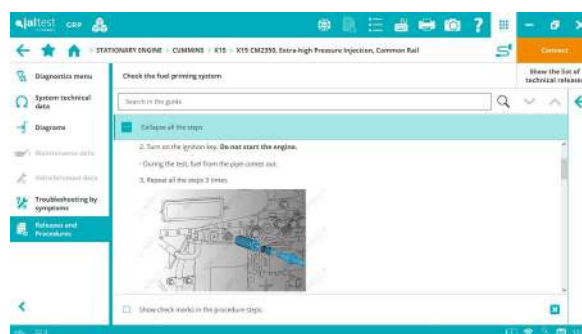 jaltest GRP
?
STATIONARY ENGINE > CUMMINS > X15 > X15 CM2350, Extra-high Pressure Injection, Common Rail
Connect
Diagnostics menu
System technical data
Diagrams
Maintenance data
Troubleshooting by symptoms
Releases and Procedures
Check the fuel priming system
Show the list of technical releases
Search in the guide
Collapse all the steps
2. Turn on the ignition key. Do not start the engine.
- During the test, fuel from the pipe comes out.
3. Repeat all the steps 3 times.
Show check marks in the procedure steps.